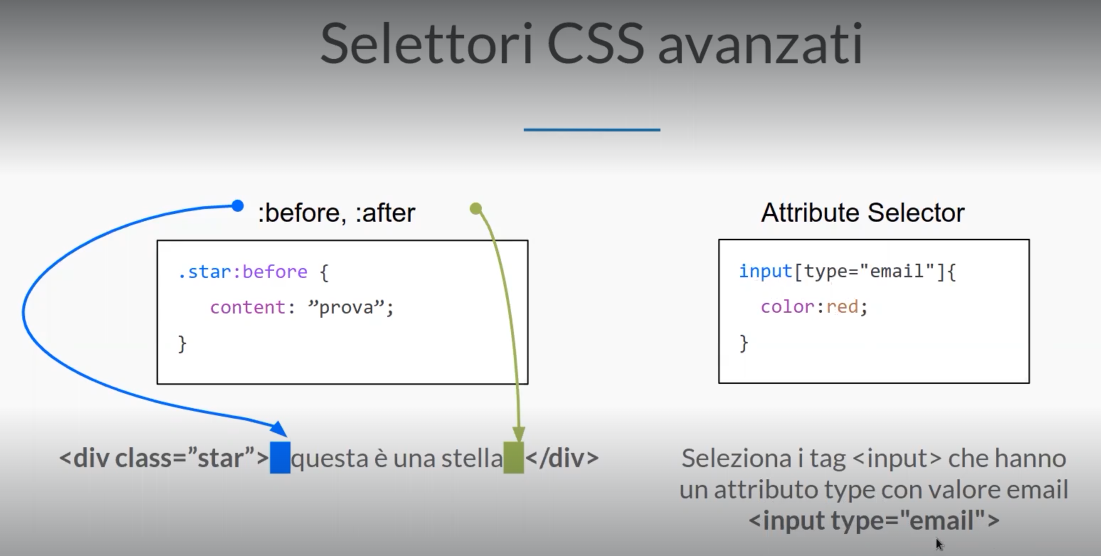 Selettori CSS avanzati
:before, :after
.star:before {
content: ”prova”;
}
<div class=”star”> questa è una stella </div>
Attribute Selector
input[type="email"]{
color:red;
}
Seleziona i tag <input> che hanno
un attributo type con valore email
<input type="email">